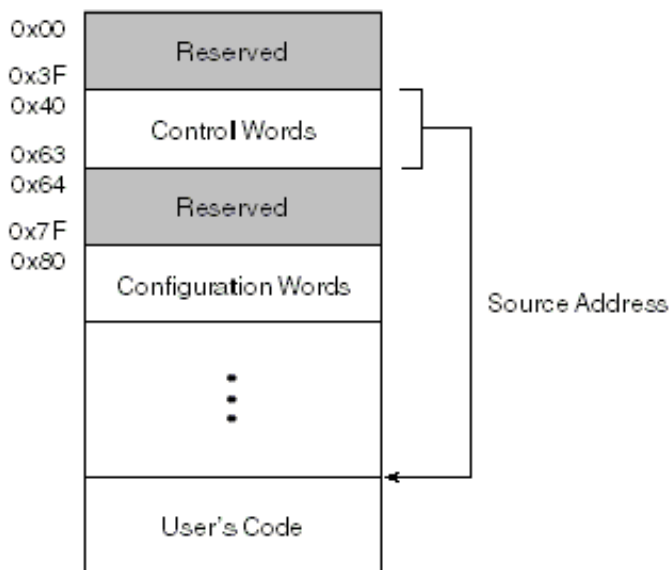 0x00
Reserved
0x3F
0x40
Control Words
0x63
0x64
Reserved
0x7F
0x80
Configuration Words
Source Address
User's Code